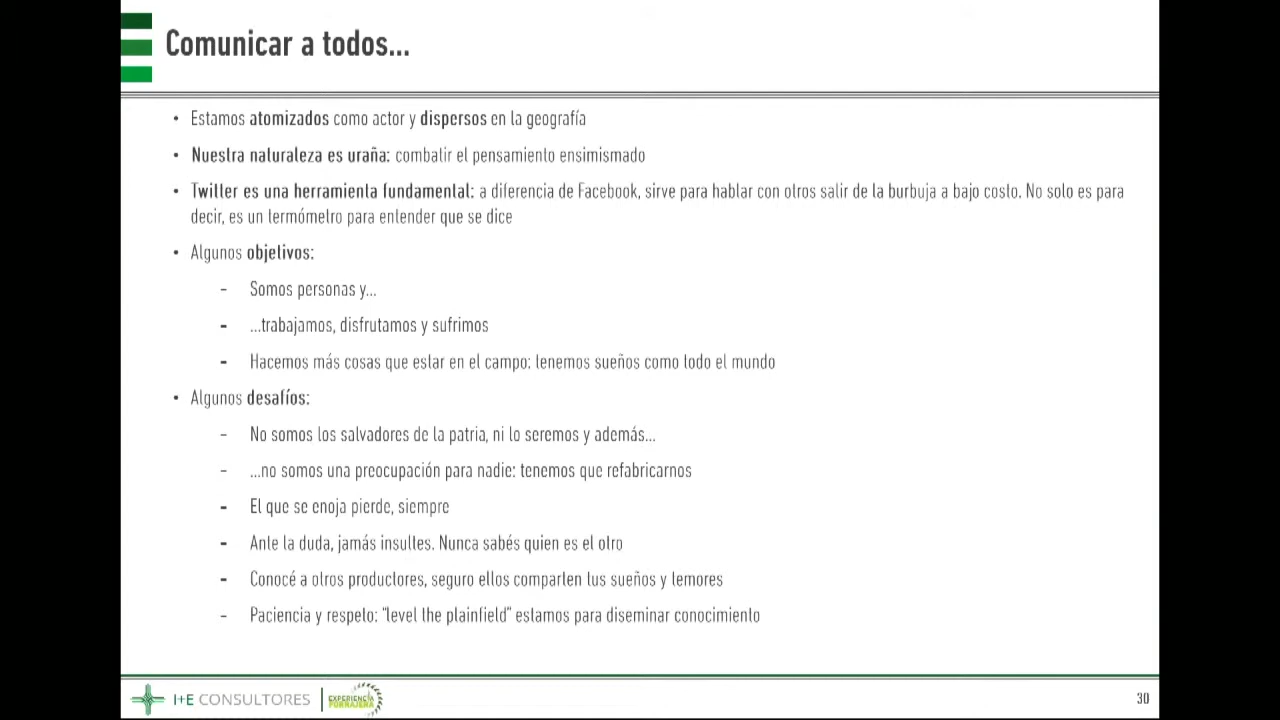 Comunicar a todos...
• Estamos atomizados como actor y dispersos en la geografía
• Nuestra naturaleza es uraña: combatir el pensamiento ensimismado
• Twitter es una herramienta fundamental: a diferencia de Facebook, sirve para hablar con otros salir de la burbuja a bajo costo. No solo es para
decir, es un termómetro para entender que se dice
• Algunos objetivos:
- Somos personas y...
- ...trabajamos, disfrutamos y sufrimos
- Hacemos más cosas que estar en el campo: tenemos sueños como todo el mundo
• Algunos desafíos:
- No somos los salvadores de la patria, ni lo seremos y además...
- ...no somos una preocupación para nadie: tenemos que refabricarnos
- El que se enoja pierde, siempre
- Ante la duda, jamás insultes. Nunca sabés quien es el otro
- Conocé a otros productores, seguro ellos comparten tus sueños y temores
- Paciencia y respeto: "level the plainfield" estamos para diseminar conocimiento
I+E CONSULTORES
EXPERIENCIA
FORRAJERA
30